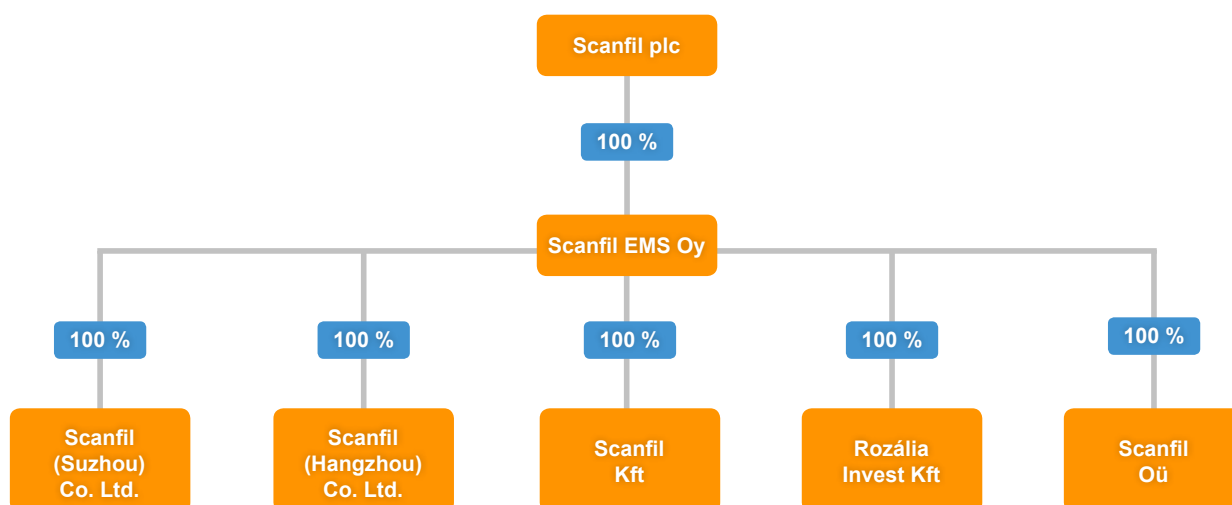 Scanfil plc
100 %
Scanfil EMS Oy
100 %
100 %
100 %
100 %
100 %
Scanfil
(Suzhou)
Co. Ltd.
Scanfil
(Hangzhou)
Co. Ltd.
Scanfil
Kft
Rozália
Invest Kft
Scanfil
Oü